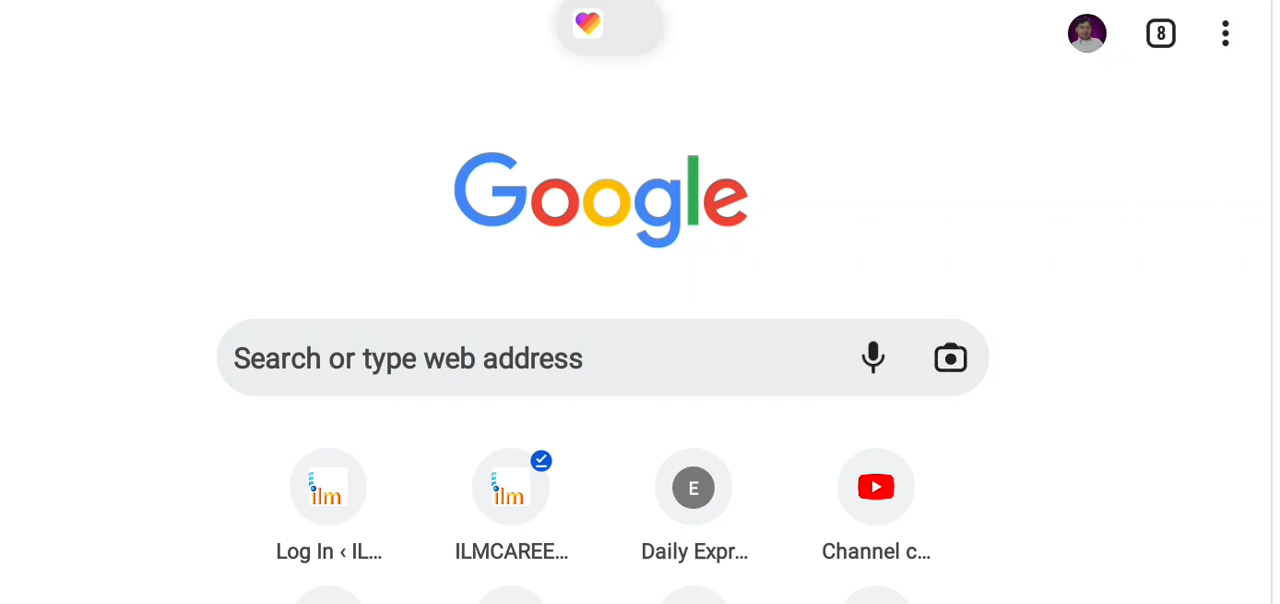 8
Google
Search or type web address
ilm
ilm
E
Log In ‹ IL...
ILMCAREE...
Daily Expr...
Channel c...